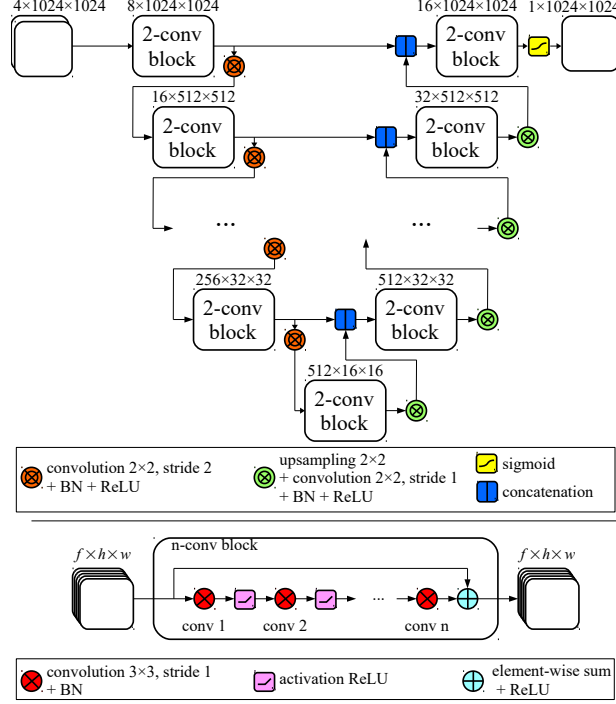 4×1024×1024
8×1024×1024
16×1024×1024
1×1024×1024
2-conv
block
2-conv
block
16×512×512
32×512×512
2-conv
block
2-conv
block
...
...
256×32×32
512×32×32
2-conv
block
2-conv
block
512×16×16
2-conv
block
convolution 2×2, stride 2
+ BN + ReLU
upsampling 2×2
+ convolution 2×2, stride 1
+ BN + ReLU
sigmoid
concatenation
f×h×w
n-conv block
f×h×w
...
conv 1
conv 2
conv n
convolution 3×3, stride 1
+ BN
activation ReLU
element-wise sum
+ ReLU